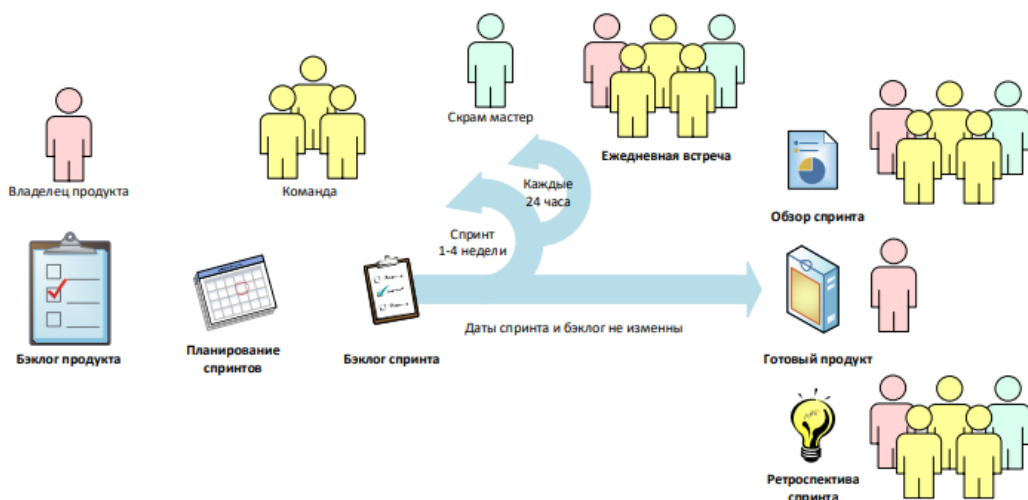 Скрам мастер
Ежедневная встреча
Владелец продукта
Команда
Каждые
24 часа
Обзор спринта
Спринт
1-4 недели
Даты спринта и бэклог не изменны
Бэклог продукта
Планирование
спринтов
Бэклог спринта
Готовый продукт
Ретроспектива
спринта